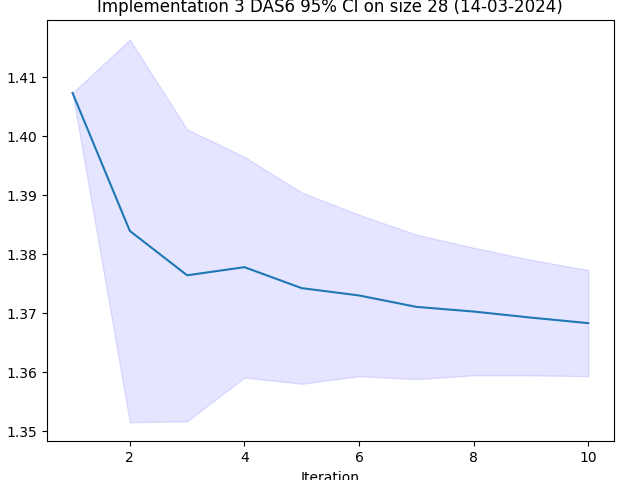 Implementation 3 DAS6 95% CI on size 28 (14-03-2024)
1.41
1.40
1.39
1.38
1.37
1.36
1.35
2 4 6 8 10
Iteration